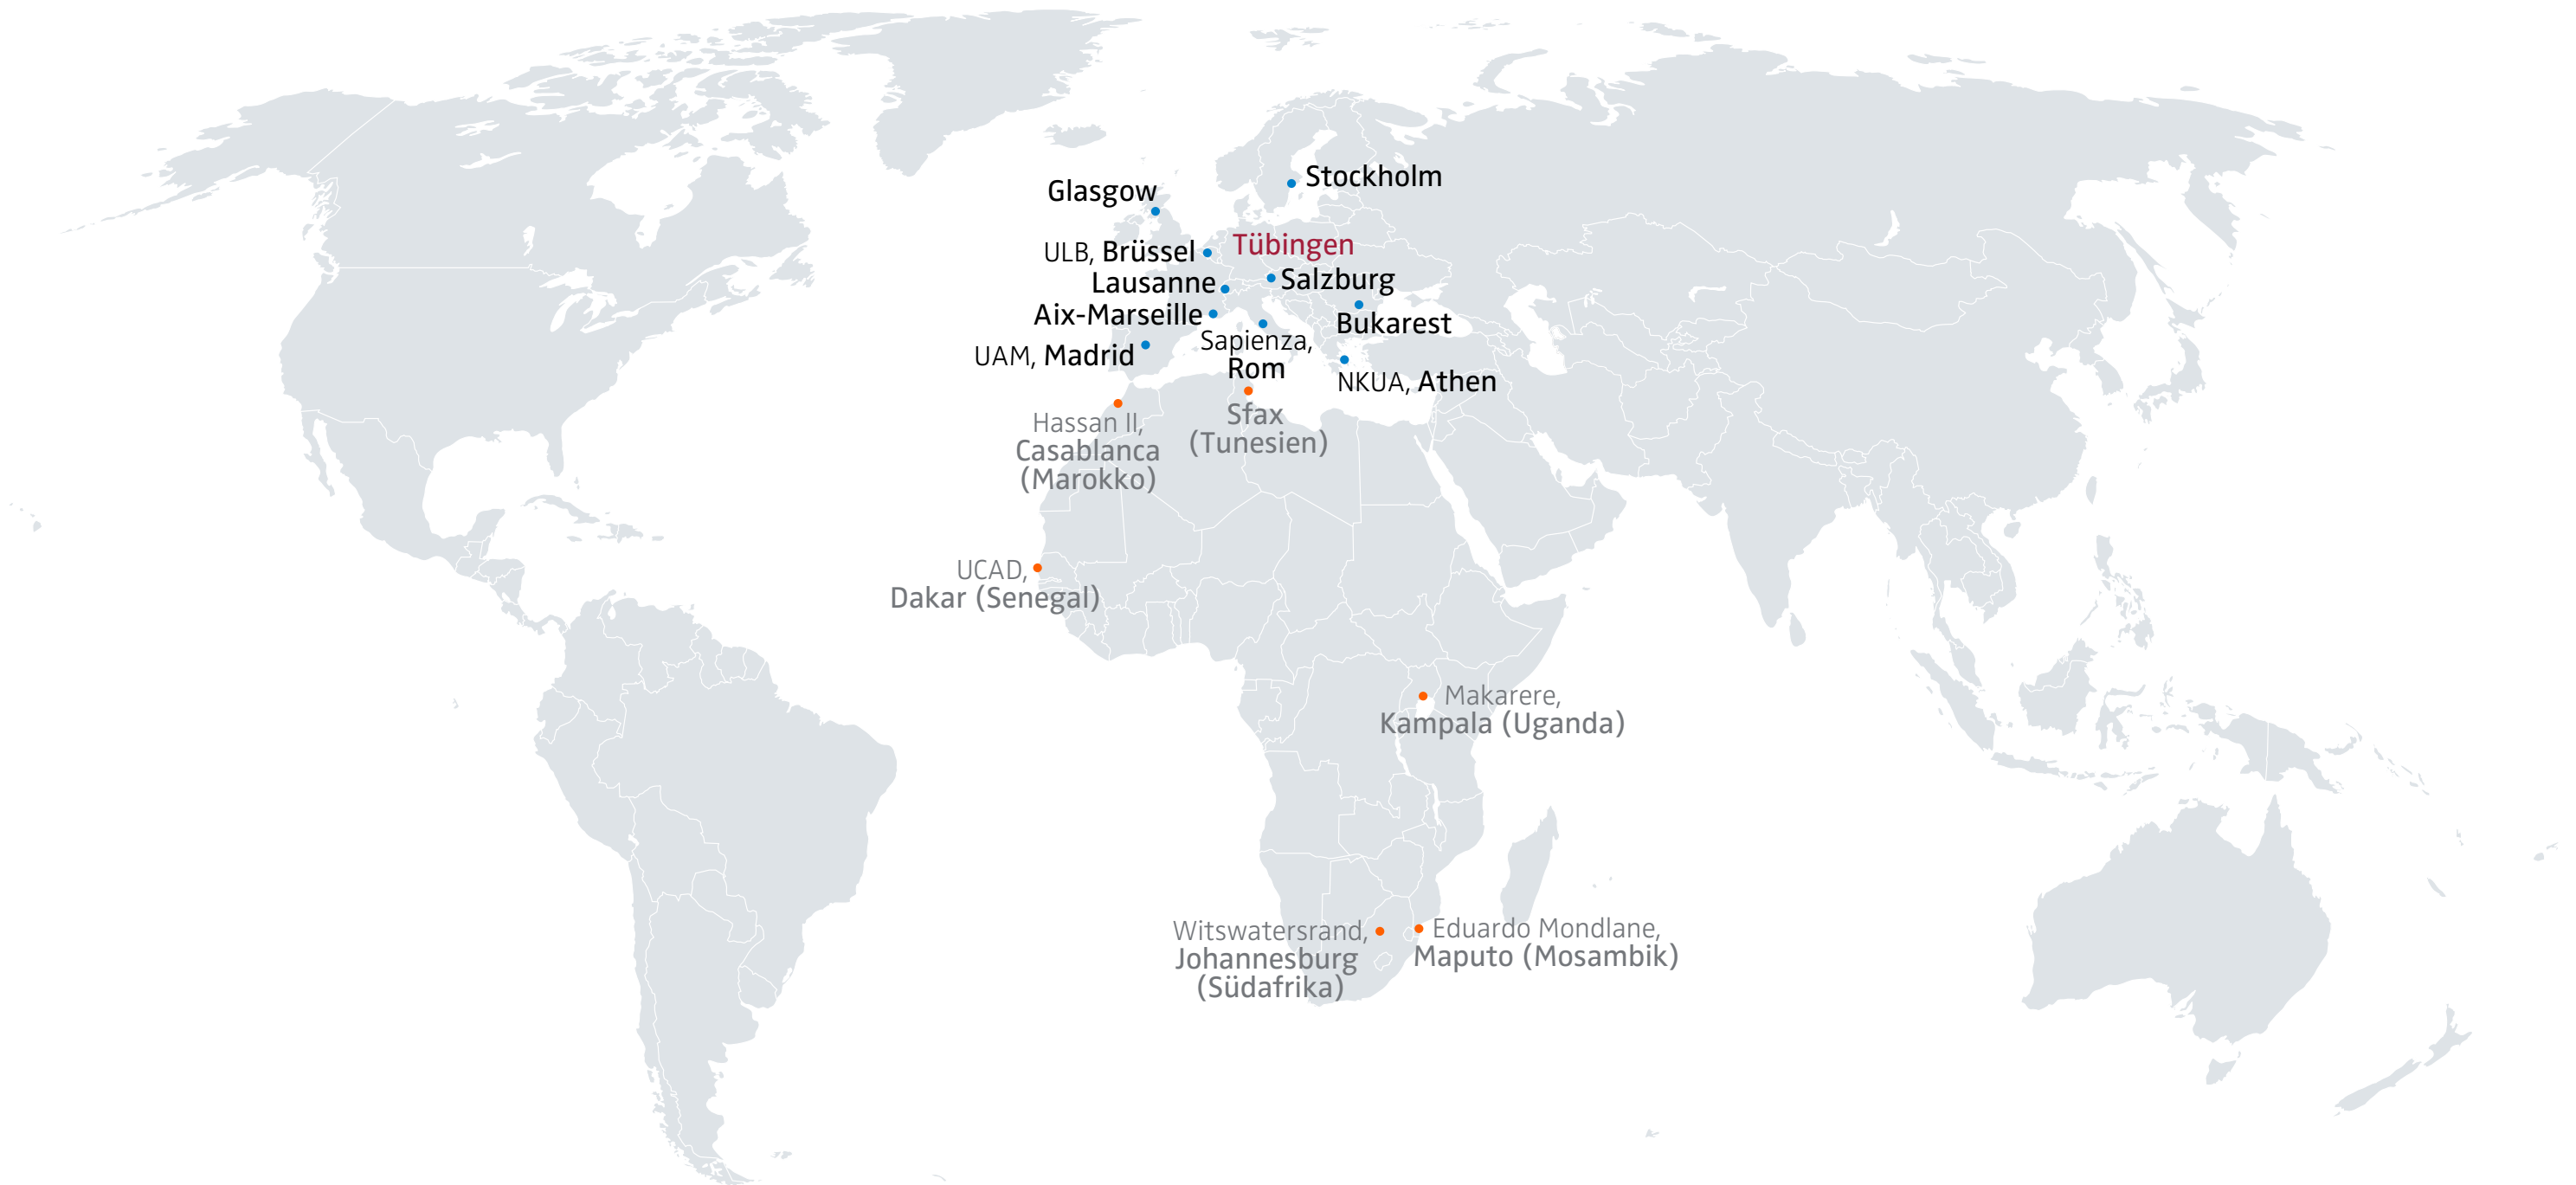 Stockholm
Glasgow
Tübingen
ULB, Brüssel
Salzburg
Lausanne
Aix-Marseille
Bukarest
Sapienza,
Rom
UAM, Madrid
NKUA, Athen
Hassan II,
Casablanca
(Marokko)
Sfax
(Tunesien)
UCAD,
Dakar (Senegal)
Makarere,
Kampala (Uganda)
Witswatersrand,
Johannesburg
(Südafrika)
Eduardo Mondlane,
Maputo (Mosambik)